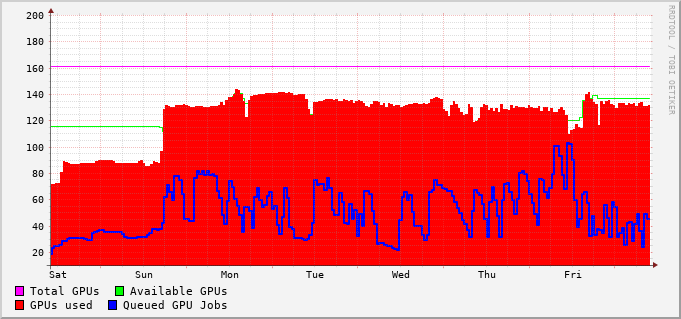 200
180
160
140
120
100
80
60
40
20
Sat Sun Mon Tue Wed Thu Fri
Total GPUs Available GPUs
GPUs used Queued GPU Jobs
RRDTOOL / TOBI OETIKER